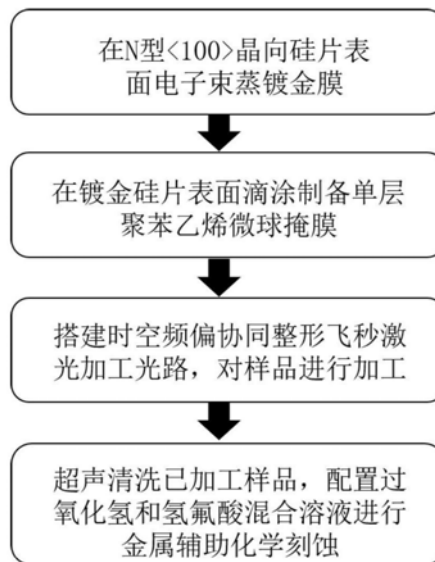 在N型<100>晶向硅片表
面电子束蒸镀金膜
在镀金硅片表面滴涂制备单层
聚苯乙烯微球掩膜
搭建时空频偏协同整形飞秒激
光加工光路，对样品进行加工
超声清洗已加工样品，配置过
氧化氢和氢氟酸混合溶液进行
金属辅助化学刻蚀